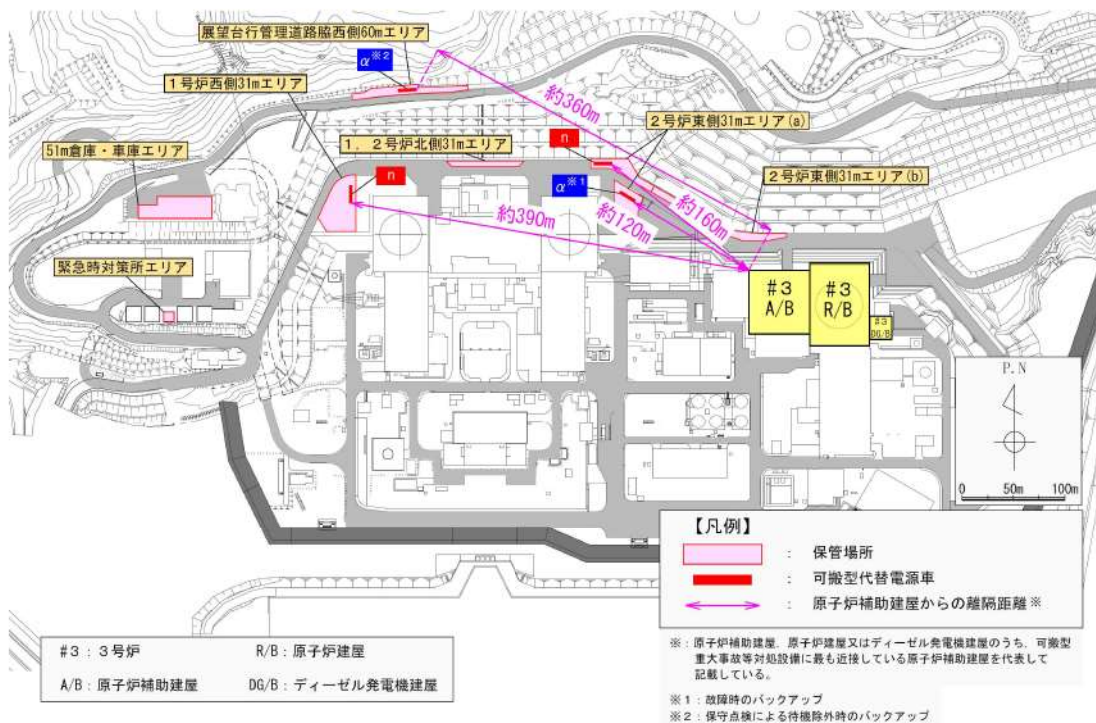 展望台行管理道路脇西側60mエリア
α※2
1号炉西側31mエリア
約360m
2号炉東側31mエリア(a)
n
1，2号炉北側31mエリア
51m倉庫・車庫エリア
n
α※1
2号炉東側31mエリア(b)
約390m
約120m
約160m
緊急時対策所エリア
#3
A/B
#3
R/B
#3
DG/B
P.N
0 50m 100m
【凡例】
： 保管場所
： 可搬型代替電源車
： 原子炉補助建屋からの離隔距離※
#3：3号炉 R/B：原子炉建屋
A/B：原子炉補助建屋 DG/B：ディーゼル発電機建屋
※：原子炉補助建屋，原子炉建屋又はディーゼル発電機建屋のうち，可搬型
重大事故等対処設備に最も近接している原子炉補助建屋を代表して
記載している。
※1：故障時のバックアップ
※2：保守点検による待機除外時のバックアップ